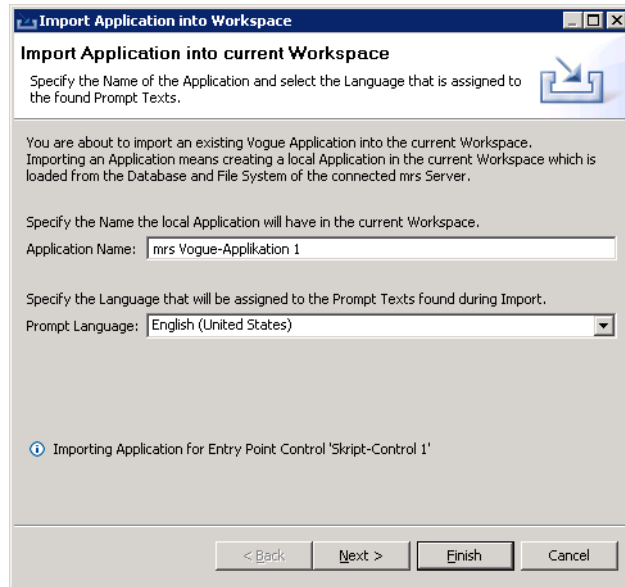 Import Application into Workspace
Import Application into current Workspace
Specify the Name of the Application and select the Language that is assigned to
the found Prompt Texts.
You are about to import an existing Vogue Application into the current Workspace.
Importing an Application means creating a local Application in the current Workspace which is
loaded from the Database and File System of the connected mrs Server.
Specify the Name the local Application will have in the current Workspace.
Application Name: mrs Vogue-Applikation 1
Specify the Language that will be assigned to the Prompt Texts found during Import.
Prompt Language: English (United States)
Importing Application for Entry Point Control 'Skript-Control 1'
< Back Next > Finish Cancel